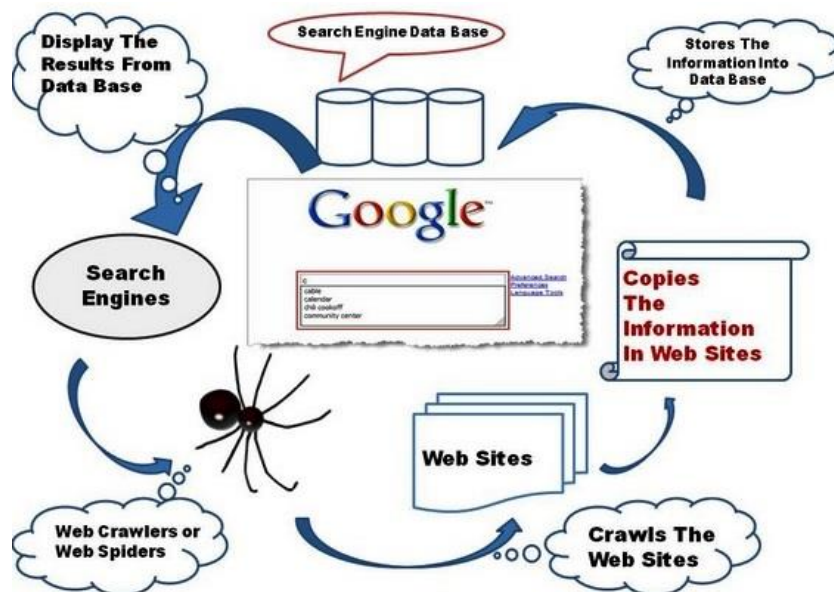 Display The
Results From
Data Base
Search Engine Data Base
Stores The
Information Into
Data Base
Google™
Search
Engines
c
cable
calendar
chili cookoff
community center
Advanced Search
Preferences
Language Tools
Copies
The
Information
In Web Sites
Web Sites
Web Crawlers or
Web Spiders
Crawls The
Web Sites